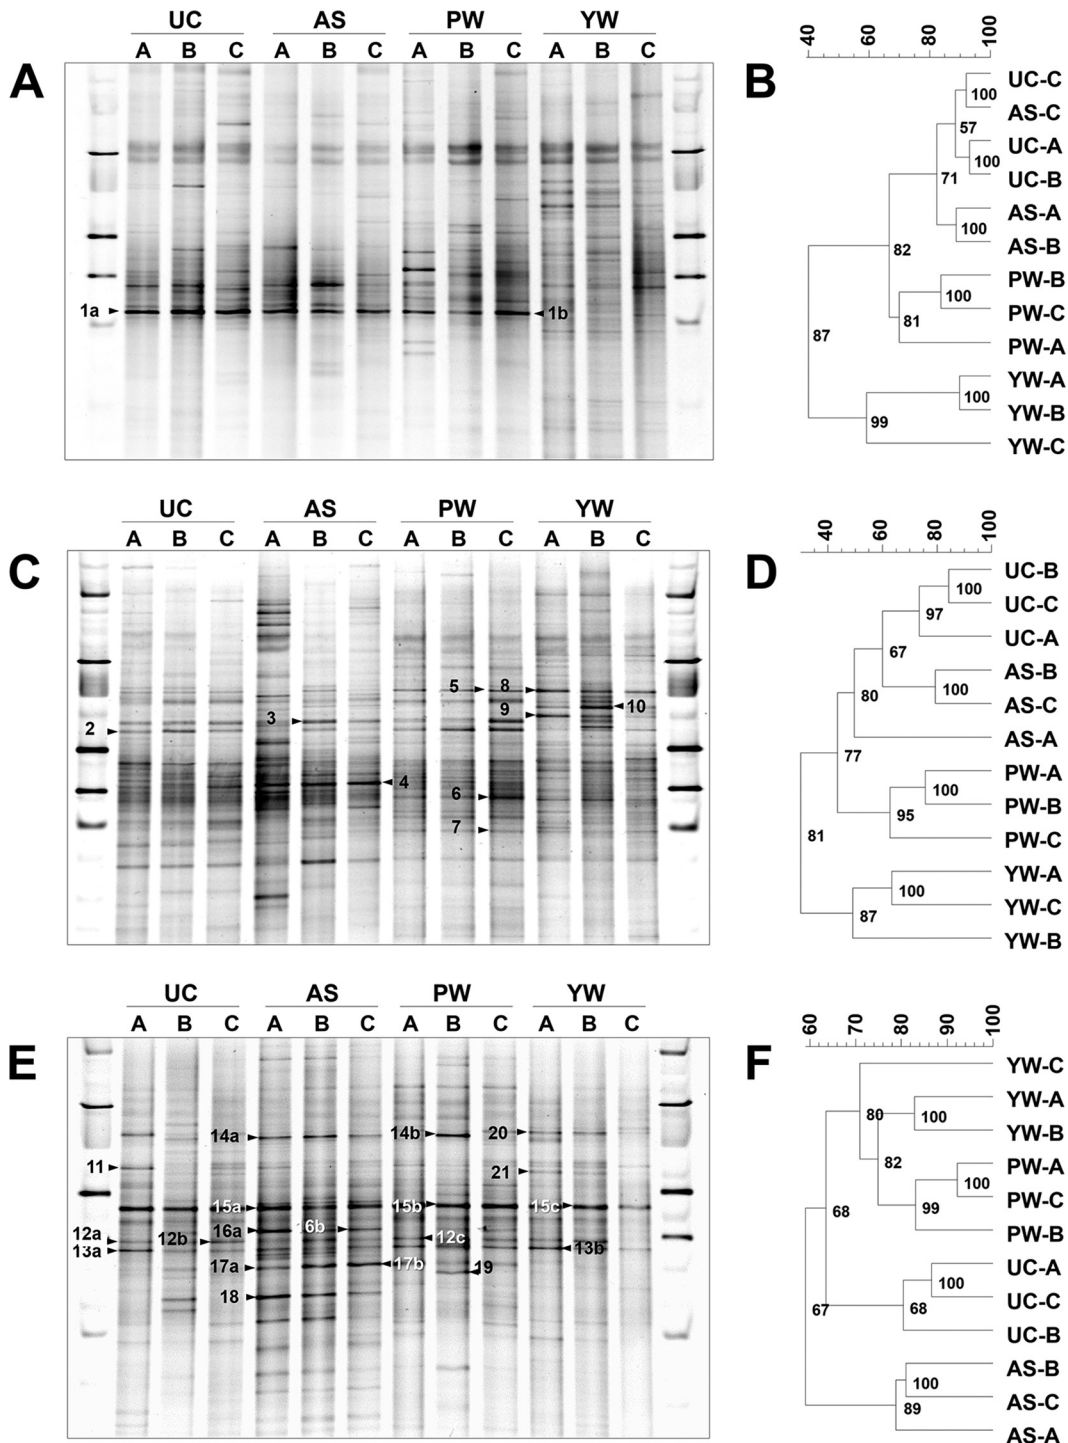 UC AS PW YW
A B C A B C A B C A B C
A
1a
1b
B
40 60 80 100
UC-C
100
AS-C
57
UC-A
100
UC-B
71
AS-A
100
AS-B
82
PW-B
100
PW-C
81
87
PW-A
YW-A
100
YW-B
99
YW-C
UC AS PW YW
A B C A B C A B C A B C
C
5 8
9
10
3
2
4
6
7
D
40 60 80 100
UC-B
100
UC-C
97
UC-A
67
AS-B
100
AS-C
80
AS-A
77
PW-A
100
PW-B
95
81
PW-C
YW-A
100
YW-C
87
YW-B
UC AS PW YW
A B C A B C A B C A B C
E
14a 14b 20
11 21
15a 15b 15c
12a 12b 16a 6b 12c
13a 13b
17a 17b 19
18
F
60 70 80 90 100
YW-C
YW-A
80 100
YW-B
82
PW-A
100
PW-C
68 99
PW-B
UC-A
100
UC-C
67 68
UC-B
AS-B
100
AS-C
89
AS-A